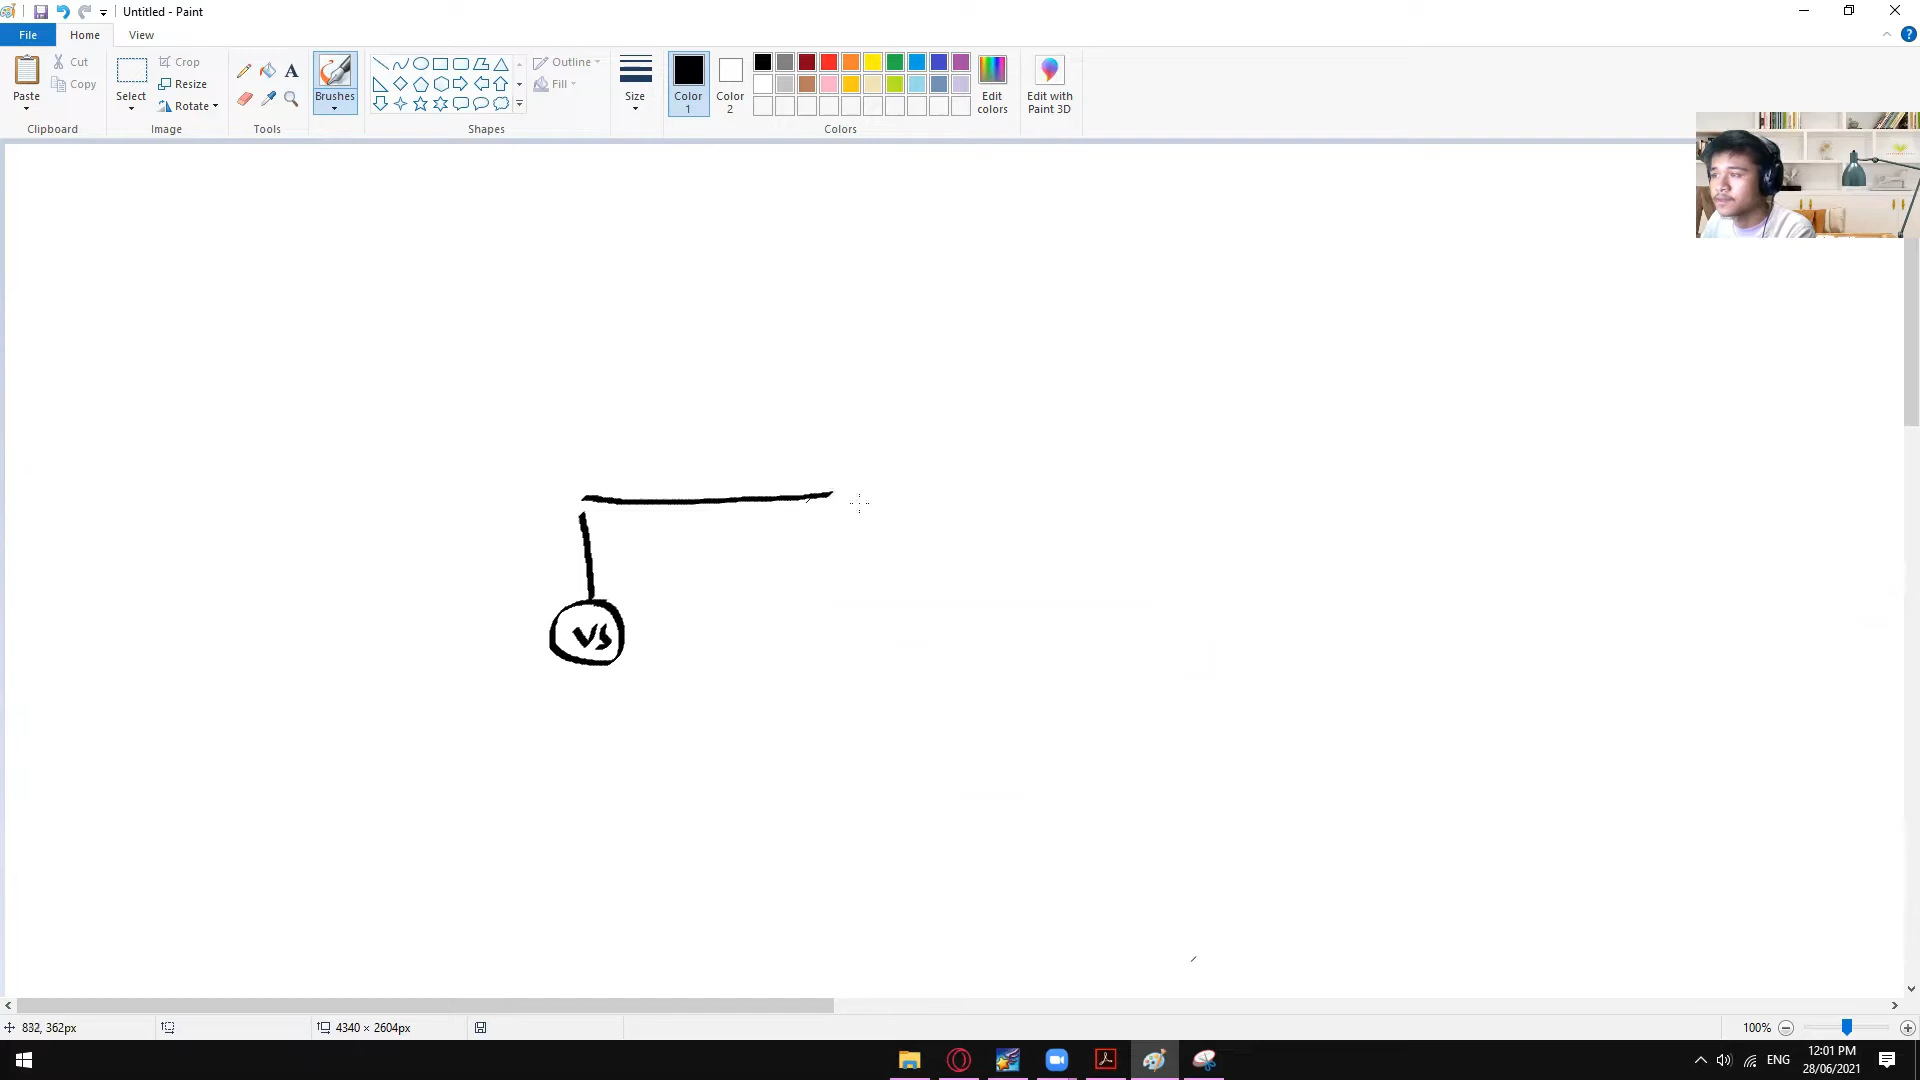 Untitled - Paint
File
Home
View
Paste
Cut
Copy
Clipboard
Select
Crop
Resize
Rotate
Image
Tools
Brushes
Shapes
Outline
Fill
Size
Color 1
Color 2
Edit colors
Edit with Paint 3D
Colors
VS
832, 362px
4340 × 2604px
100%
ENG
12:01 PM
28/06/2021